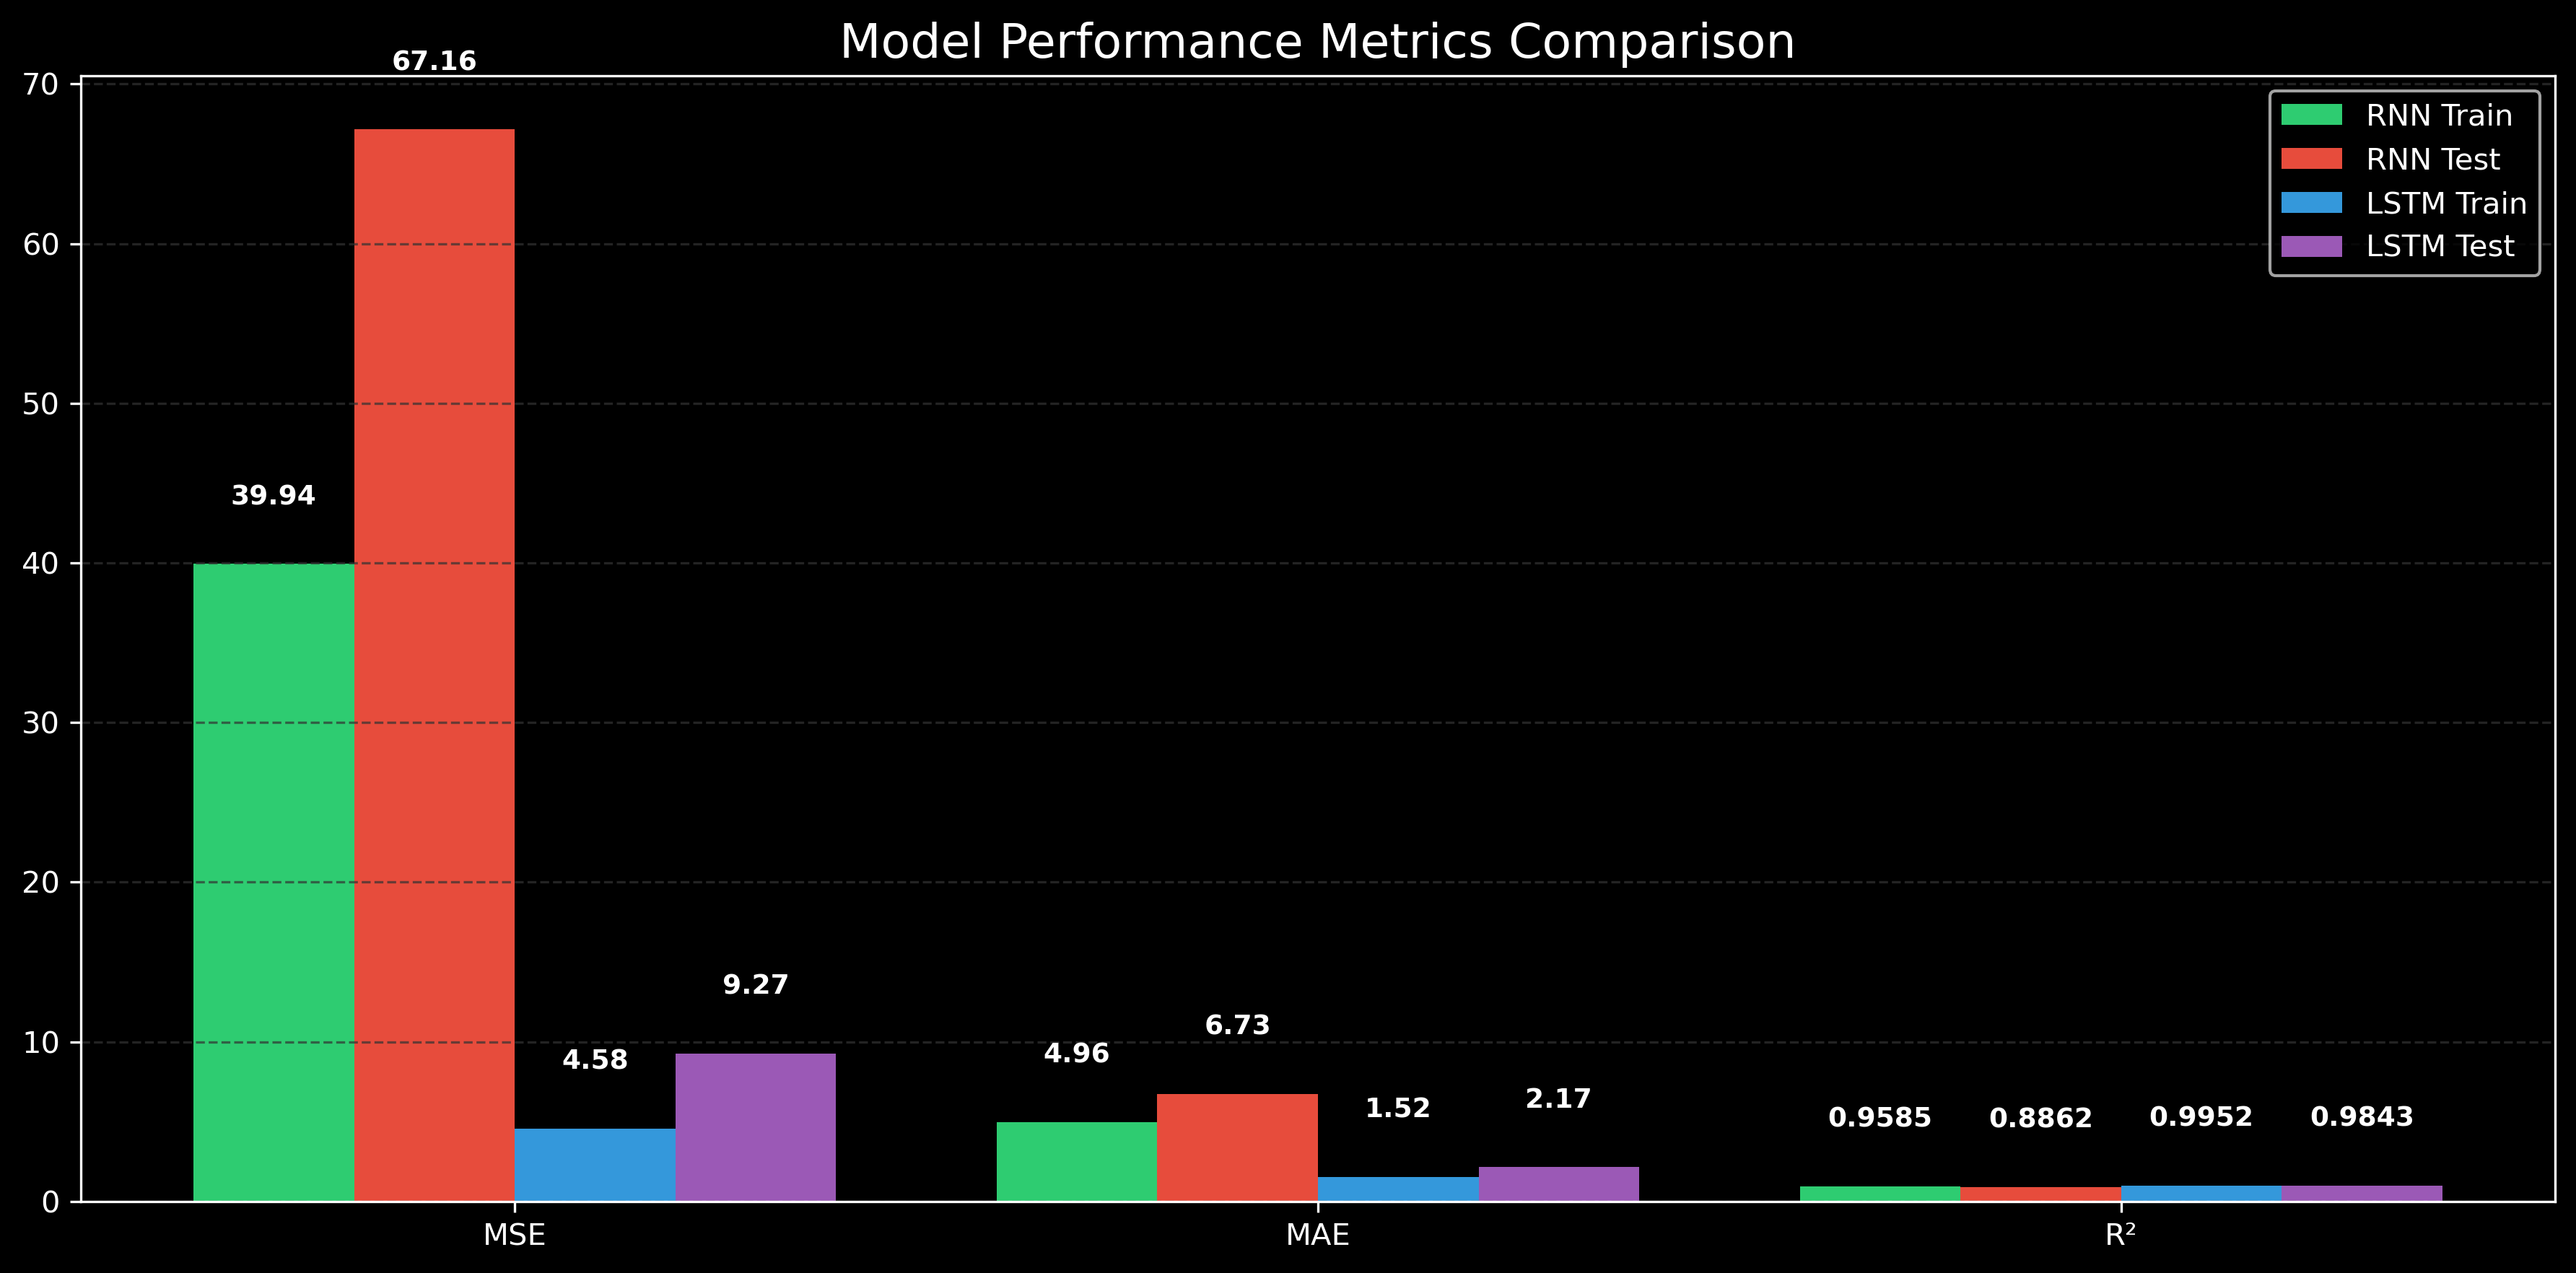 Model Performance Metrics Comparison
67.16
70
RNN Train
RNN Test
LSTM Train
LSTM Test
60
50
39.94
40
30
20
9.27
4.58
10
6.73
4.96
1.52
2.17
0.9585
0.8862
0.9952
0.9843
0
MSE
MAE
R²